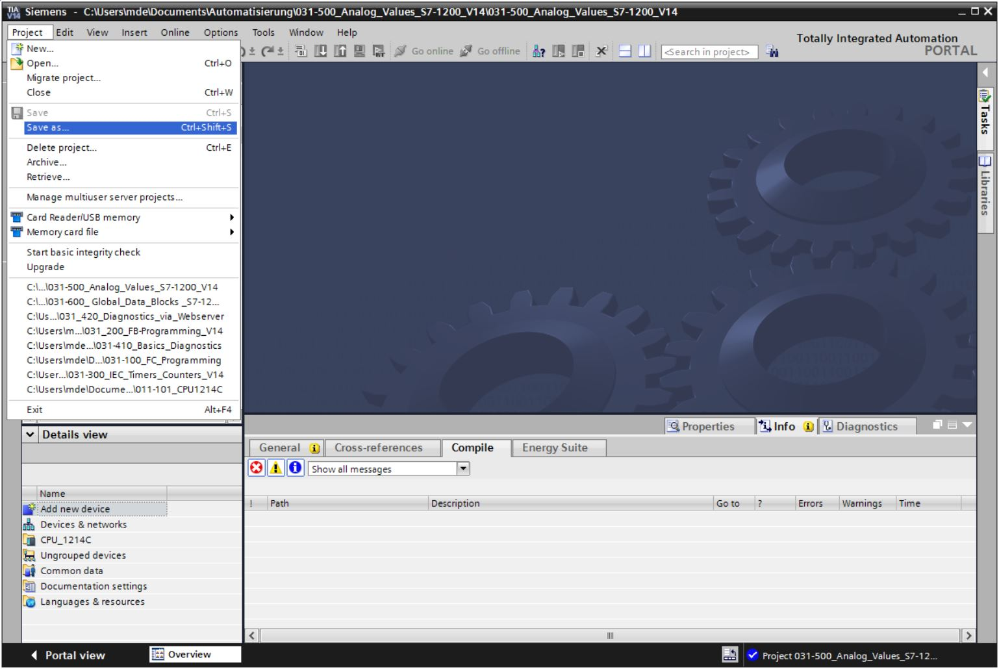 TIA V14 Siemens - C:\Users\mde\Documents\Automatisierung\031-500_Analog_Values_S7-1200_V14\031-500_Analog_Values_S7-1200_V14
Project Edit View Insert Online Options Tools Window Help
Totally Integrated Automation
PORTAL
Go online Go offline <Search in project>
New...
Open... Ctrl+O
Migrate project...
Close Ctrl+W
Save Ctrl+S
Save as... Ctrl+Shift+S
Delete project... Ctrl+E
Archive...
Retrieve...
Manage multiuser server projects...
Card Reader/USB memory
Memory card file
Start basic integrity check
Upgrade
C:\...\031-500_Analog_Values_S7-1200_V14
C:\...\031-600_ Global_Data_Blocks _S7-12...
C:\Us...\031_420_Diagnostics_via_Webserver
C:\Users\m...\031_200_FB-Programming_V14
C:\Users\mde...\031-410_Basics_Diagnostics
C:\Users\mde\D...\031-100_FC_Programming
C:\User...\031-300_IEC_Timers_Counters_V14
C:\Users\mde\Docume...\011-101_CPU1214C
Exit Alt+F4
Tasks
Libraries
Details view
Name
Add new device
Devices & networks
CPU_1214C
Ungrouped devices
Common data
Documentation settings
Languages & resources
Properties Info Diagnostics
General Cross-references Compile Energy Suite
Show all messages
! Path Description Go to ? Errors Warnings Time
Portal view Overview Project 031-500_Analog_Values_S7-12...